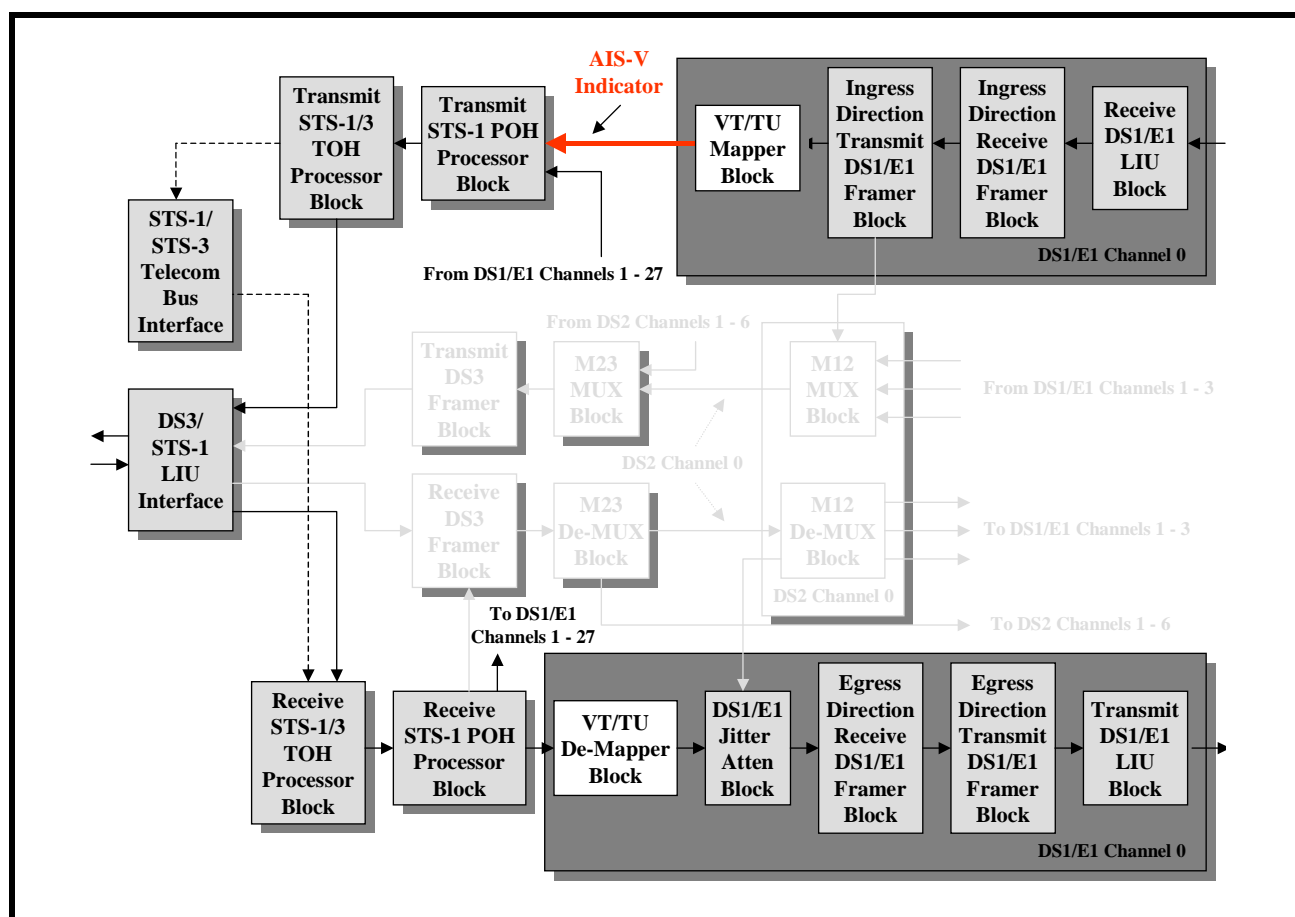 AIS-V
Indicator
Transmit
STS-1/3
TOH
Processor
Block
Transmit
STS-1 POH
Processor
Block
VT/TU
Mapper
Block
Ingress
Direction
Transmit
DS1/E1
Framer
Block
Ingress
Direction
Receive
DS1/E1
Framer
Block
Receive
DS1/E1
LIU
Block
DS1/E1 Channel 0
From DS1/E1 Channels 1 - 27
STS-1/
STS-3
Telecom
Bus
Interface
From DS2 Channels 1 - 6
Transmit
DS3
Framer
Block
M23
MUX
Block
M12
MUX
Block
From DS1/E1 Channels 1 - 3
DS3/
STS-1
LIU
Interface
DS2 Channel 0
Receive
DS3
Framer
Block
M23
De-MUX
Block
M12
De-MUX
Block
To DS1/E1 Channels 1 - 3
DS2 Channel 0
To DS1/E1
Channels 1 - 27
To DS2 Channels 1 - 6
Receive
STS-1/3
TOH
Processor
Block
Receive
STS-1 POH
Processor
Block
VT/TU
De-Mapper
Block
DS1/E1
Jitter
Atten
Block
Egress
Direction
Receive
DS1/E1
Framer
Block
Egress
Direction
Transmit
DS1/E1
Framer
Block
Transmit
DS1/E1
LIU
Block
DS1/E1 Channel 0